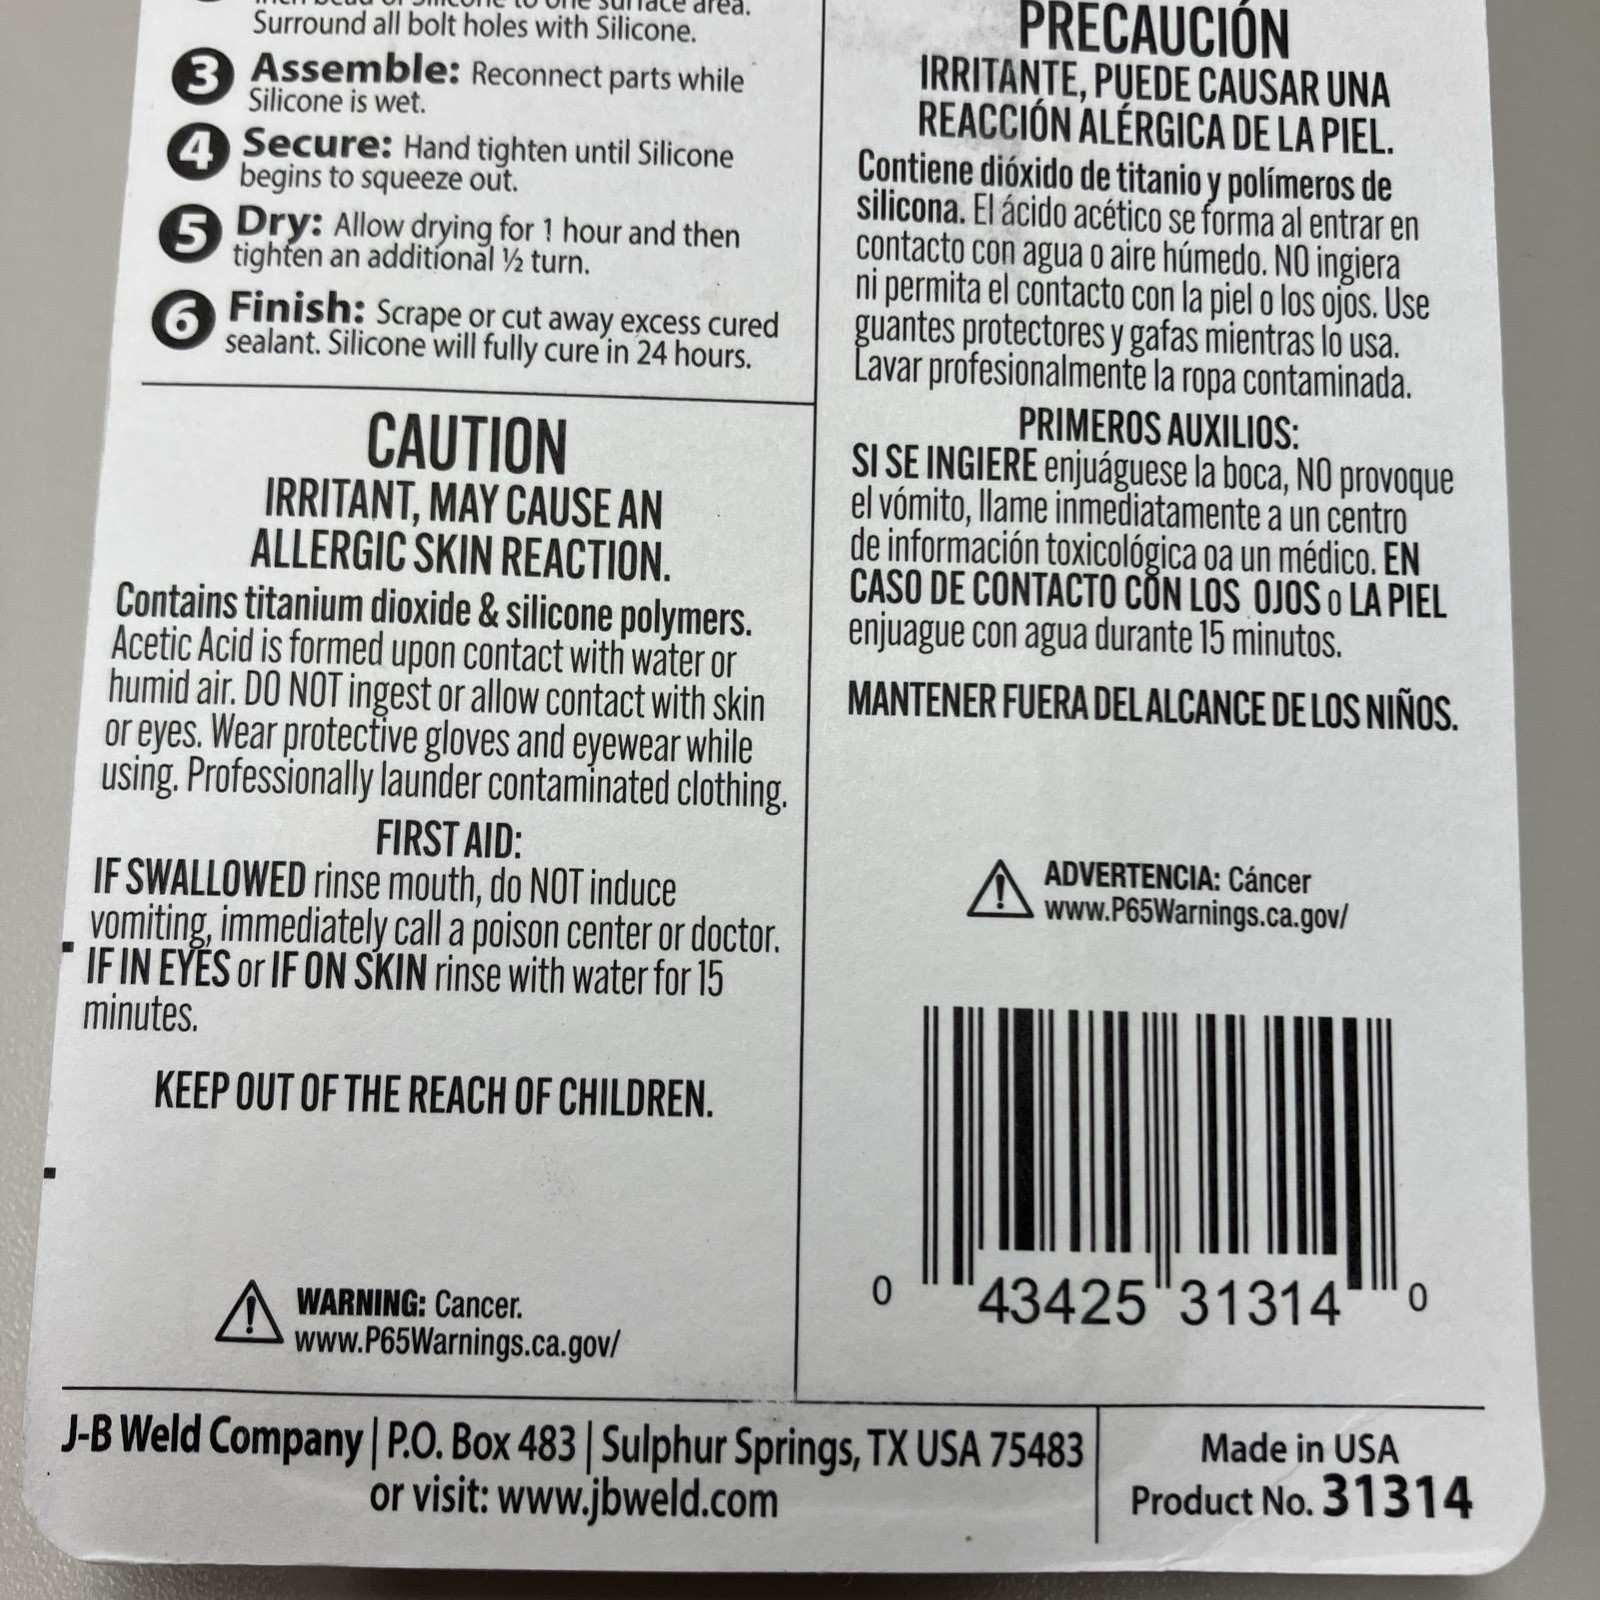 surface area.
Surround all bolt holes with Silicone.
3 Assemble: Reconnect parts while
Silicone is wet.
4 Secure: Hand tighten until Silicone
begins to squeeze out.
5 Dry: Allow drying for 1 hour and then
tighten an additional ½ turn.
6 Finish: Scrape or cut away excess cured
sealant. Silicone will fully cure in 24 hours.
CAUTION
IRRITANT, MAY CAUSE AN
ALLERGIC SKIN REACTION.
Contains titanium dioxide & silicone polymers.
Acetic Acid is formed upon contact with water or
humid air. DO NOT ingest or allow contact with skin
or eyes. Wear protective gloves and eyewear while
using. Professionally launder contaminated clothing.
FIRST AID:
IF SWALLOWED rinse mouth, do NOT induce
vomiting, immediately call a poison center or doctor.
IF IN EYES or IF ON SKIN rinse with water for 15
minutes.
KEEP OUT OF THE REACH OF CHILDREN.
WARNING: Cancer.
www.P65Warnings.ca.gov/
PRECAUCIÓN
IRRITANTE, PUEDE CAUSAR UNA
REACCIÓN ALÉRGICA DE LA PIEL.
Contiene dióxido de titanio y polímeros de
silicona. El ácido acético se forma al entrar en
contacto con agua o aire húmedo. NO ingiera
ni permita el contacto con la piel o los ojos. Use
guantes protectores y gafas mientras lo usa.
Lavar profesionalmente la ropa contaminada.
PRIMEROS AUXILIOS:
SI SE INGIERE enjuáguese la boca, NO provoque
el vómito, llame inmediatamente a un centro
de información toxicológica oa un médico. EN
CASO DE CONTACTO CON LOS OJOS o LA PIEL
enjuague con agua durante 15 minutos.
MANTENER FUERA DEL ALCANCE DE LOS NIÑOS.
ADVERTENCIA: Cáncer
www.P65Warnings.ca.gov/
0 43425 31314 0
J-B Weld Company | P.O. Box 483 | Sulphur Springs, TX USA 75483
or visit: www.jbweld.com
Made in USA
Product No. 31314